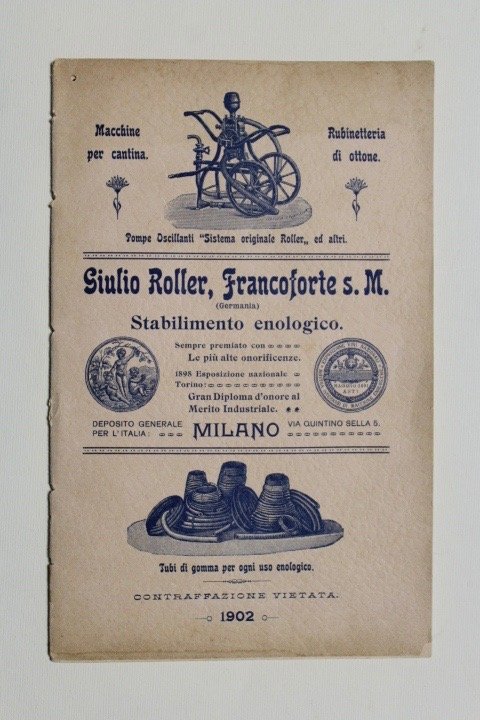 Macchine
per cantina.
Rubinetteria
di ottone.
Pompe Oscillanti "Sistema originale Roller„ ed altri.
Giulio Roller, Francoforte s. M.
(Germania)
Stabilimento enologico.
Sempre premiato con
Le più alte onorificenze.
1898 Esposizione nazionale
Torino:
Gran Diploma d'onore al
Merito Industriale.
DEPOSITO GENERALE
PER L'ITALIA:
MILANO
VIA QUINTINO SELLA 5.
Tubi di gomma per ogni uso enologico.
CONTRAFFAZIONE VIETATA.
1902